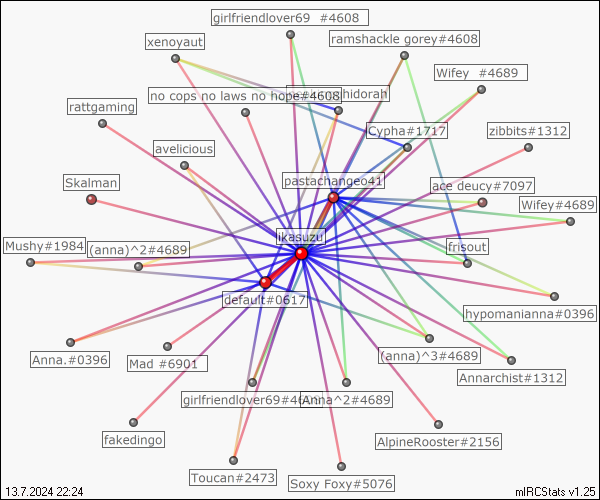 girlfriendlover69 #4608
ramshackle gorey#4608
xenoyaut
Wifey #4689
no cops no laws no hope#4608
hidorah
rattgaming
Cypha#1717
zibbits#1312
avelicious
pastachangeo41
Skalman
ace deucy#7097
Wifey#4689
ikasuzu
Mushy#1984
(anna)^2#4689
frisout
default#0617
hypomanianna#0396
Anna.#0396
Mad #6901
(anna)^3#4689
Annarchist#1312
girlfriendlover69#4608
Anna^2#4689
fakedingo
AlpineRooster#2156
Toucan#2473
Soxy Foxy#5076
13.7.2024 22:24
mIRCStats v1.25